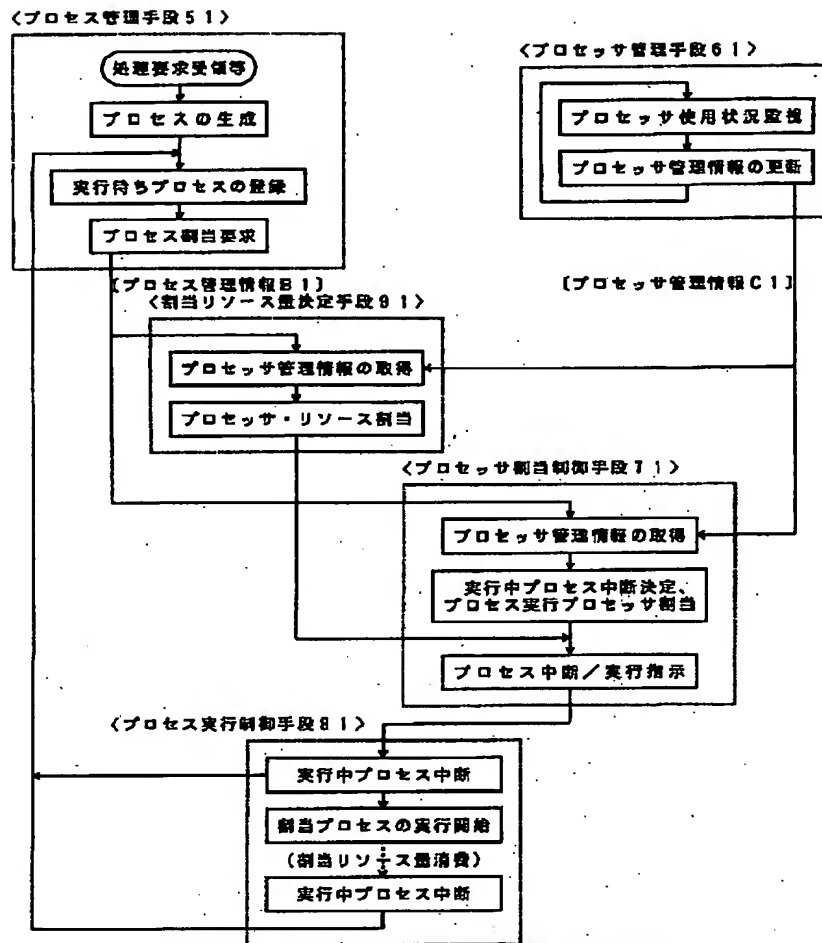 〈プロセス管理手段51〉
処理要求受領等
プロセスの生成
実行待ちプロセスの登録
プロセス割当要求
〈プロセッサ管理手段61〉
プロセッサ使用状況監視
プロセッサ管理情報の更新
[プロセス管理情報B1]
[プロセッサ管理情報C1]
〈割当リソース量決定手段91〉
プロセッサ管理情報の取得
プロセッサ・リソース割当
〈プロセッサ割当制御手段71〉
プロセッサ管理情報の取得
実行中プロセス中断決定、
プロセス実行プロセッサ割当
プロセス中断/実行指示
〈プロセス実行制御手段81〉
実行中プロセス中断
割当プロセスの実行開始
(割当リソース量消費)
実行中プロセス中断